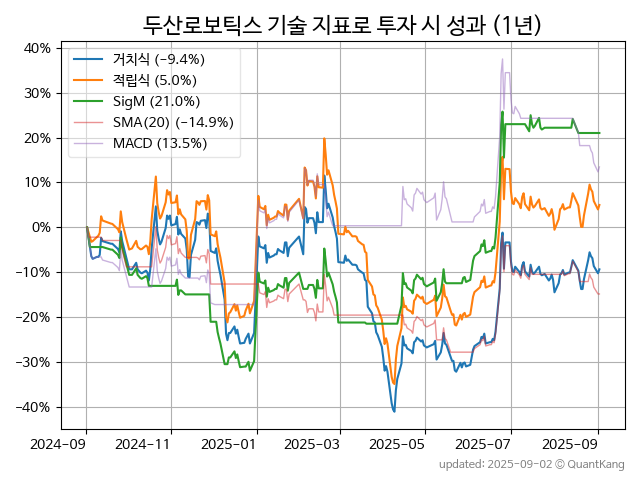 두산로보틱스 기술 지표로 투자 시 성과 (1년)
40%
30%
20%
10%
0%
−10%
−20%
−30%
−40%
거치식 (−9.4%)
적립식 (5.0%)
SigM (21.0%)
SMA(20) (−14.9%)
MACD (13.5%)
2024-09
2024-11
2025-01
2025-03
2025-05
2025-07
2025-09
updated: 2025-09-02 © QuantKang